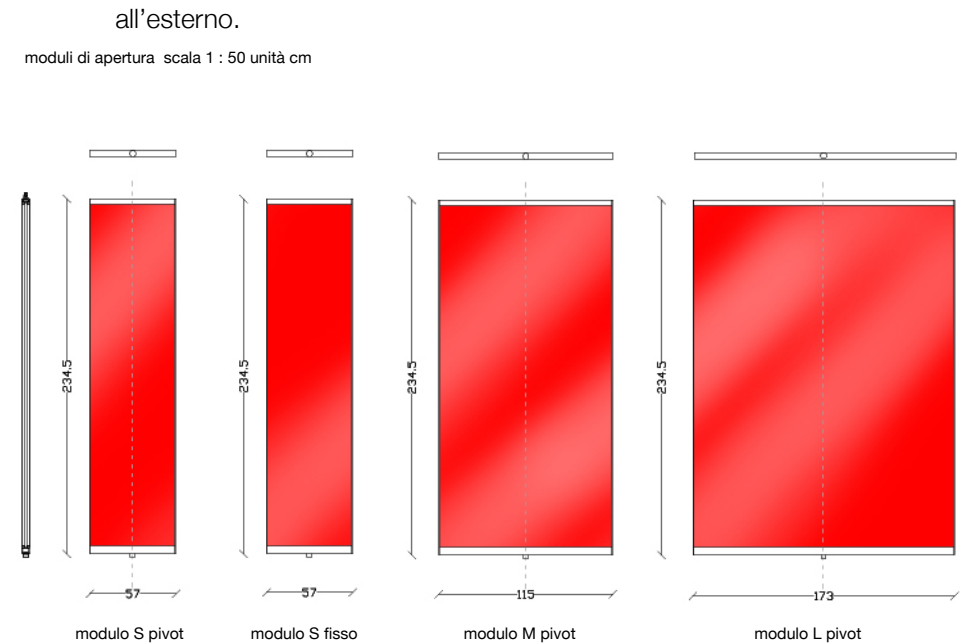 all’esterno.
moduli di apertura scala 1 : 50 unità cm
234.5
234.5
234.5
234.5
57
57
115
173
modulo S pivot
modulo S fisso
modulo M pivot
modulo L pivot